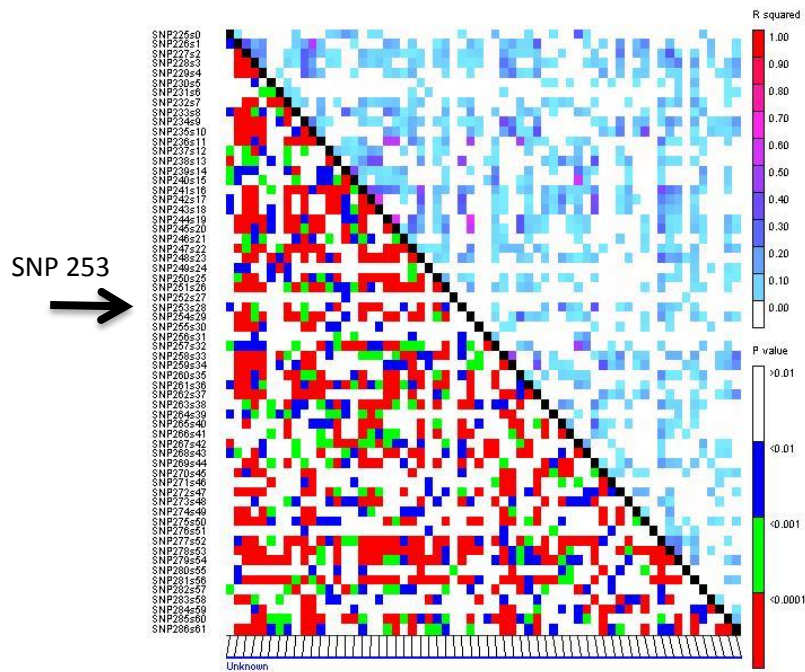 R squared
SNP225s0
SNP226s1
SNP227s2
SNP228s3
SNP229s4
SNP230s5
SNP231s6
SNP232s7
SNP233s8
SNP234s9
SNP235s10
SNP236s11
SNP237s12
SNP238s13
SNP239s14
SNP240s15
SNP241s16
SNP242s17
SNP243s18
SNP244s19
SNP245s20
SNP246s21
SNP247s22
SNP248s23
SNP249s24
SNP250s25
SNP251s26
SNP252s27
SNP253s28
SNP254s29
SNP255s30
SNP256s31
SNP257s32
SNP258s33
SNP259s34
SNP260s35
SNP261s36
SNP262s37
SNP263s38
SNP264s39
SNP265s40
SNP266s41
SNP267s42
SNP268s43
SNP269s44
SNP270s45
SNP271s46
SNP272s47
SNP273s48
SNP274s49
SNP275s50
SNP276s51
SNP277s52
SNP278s53
SNP279s54
SNP280s55
SNP281s56
SNP282s57
SNP283s58
SNP284s59
SNP285s60
SNP286s61
SNP 253
1.00
0.90
0.80
0.70
0.60
0.50
0.40
0.30
0.20
0.10
0.00
P value
>0.01
<0.01
<0.001
<0.0001
Unknown